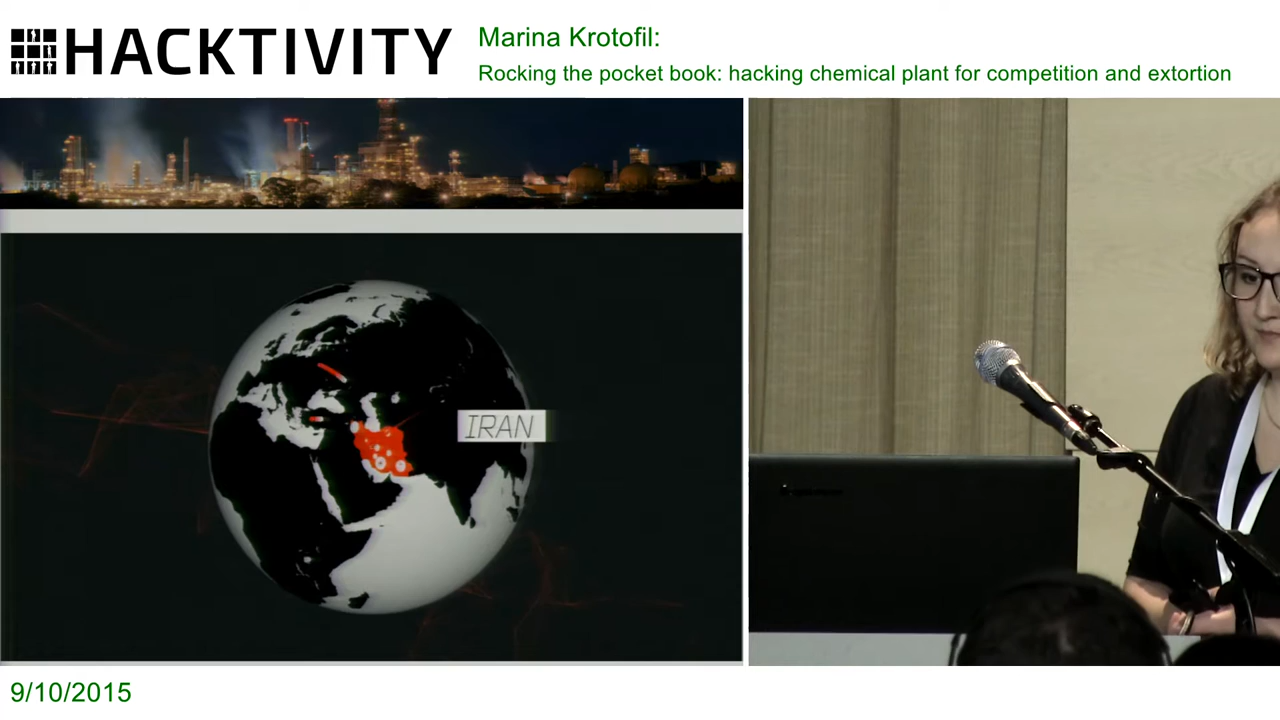 HACKTIVITY
Marina Krotofil:
Rocking the pocket book: hacking chemical plant for competition and extortion
IRAN
9/10/2015